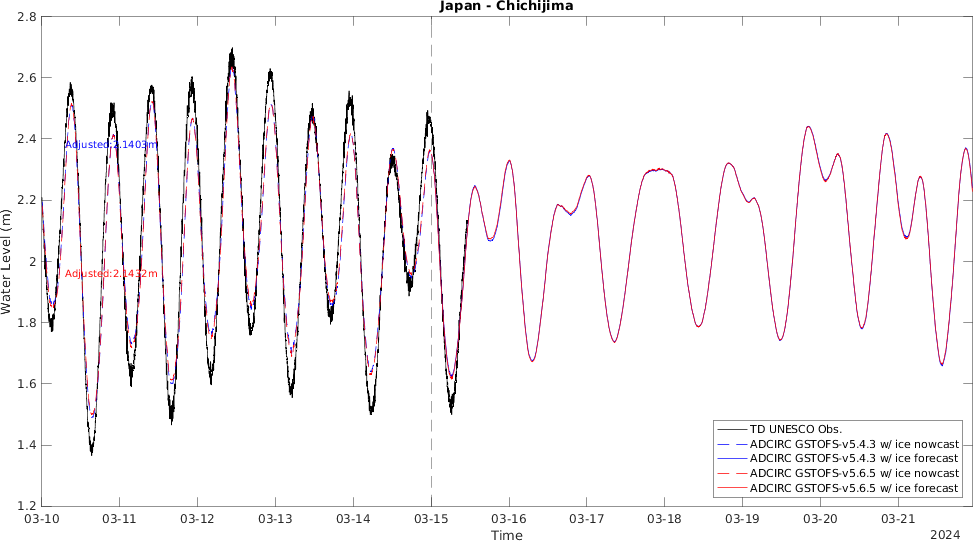 Japan - Chichijima
2.8
2.6
2.4
2.2
2
1.8
1.6
1.4
1.2
Water Level (m)
Adjusted:2.1403m
Adjusted:2.1432m
TD UNESCO Obs.
ADCIRC GSTOFS-v5.4.3 w/ ice nowcast
ADCIRC GSTOFS-v5.4.3 w/ ice forecast
ADCIRC GSTOFS-v5.6.5 w/ ice nowcast
ADCIRC GSTOFS-v5.6.5 w/ ice forecast
03-10 03-11 03-12 03-13 03-14 03-15 03-16 03-17 03-18 03-19 03-20 03-21
Time
2024